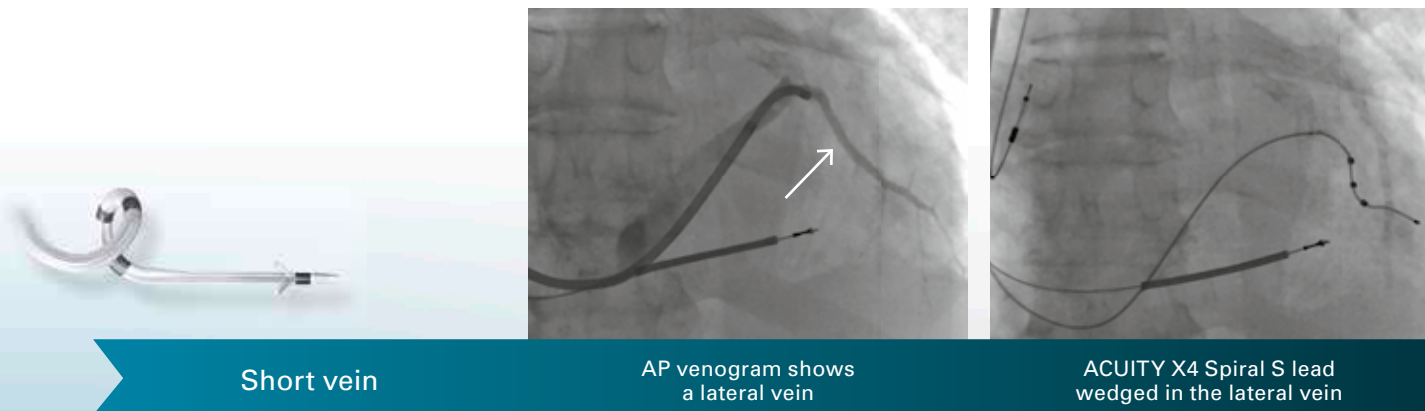 Short vein
AP venogram shows
a lateral vein
ACUITY X4 Spiral S lead
wedged in the lateral vein